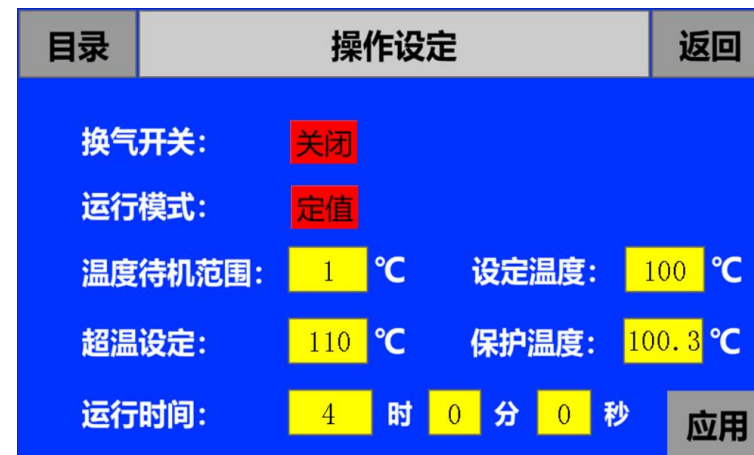 目录 操作设定 返回
换气开关： 关闭
运行模式： 定值
温度待机范围： 1 ℃ 设定温度： 100 ℃
超温设定： 110 ℃ 保护温度： 100.3 ℃
运行时间： 4 时 0 分 0 秒
应用